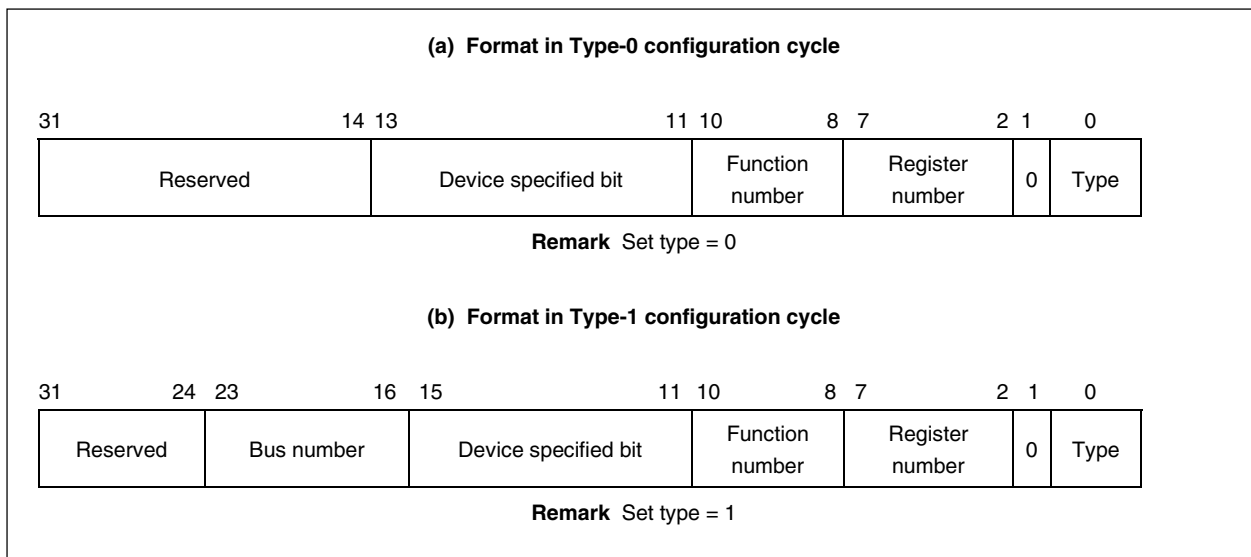 (a) Format in Type-0 configuration cycle
31 14 13 11 10 8 7 2 1 0
Reserved Device specified bit Function number Register number 0 Type
Remark Set type = 0
(b) Format in Type-1 configuration cycle
31 24 23 16 15 11 10 8 7 2 1 0
Reserved Bus number Device specified bit Function number Register number 0 Type
Remark Set type = 1